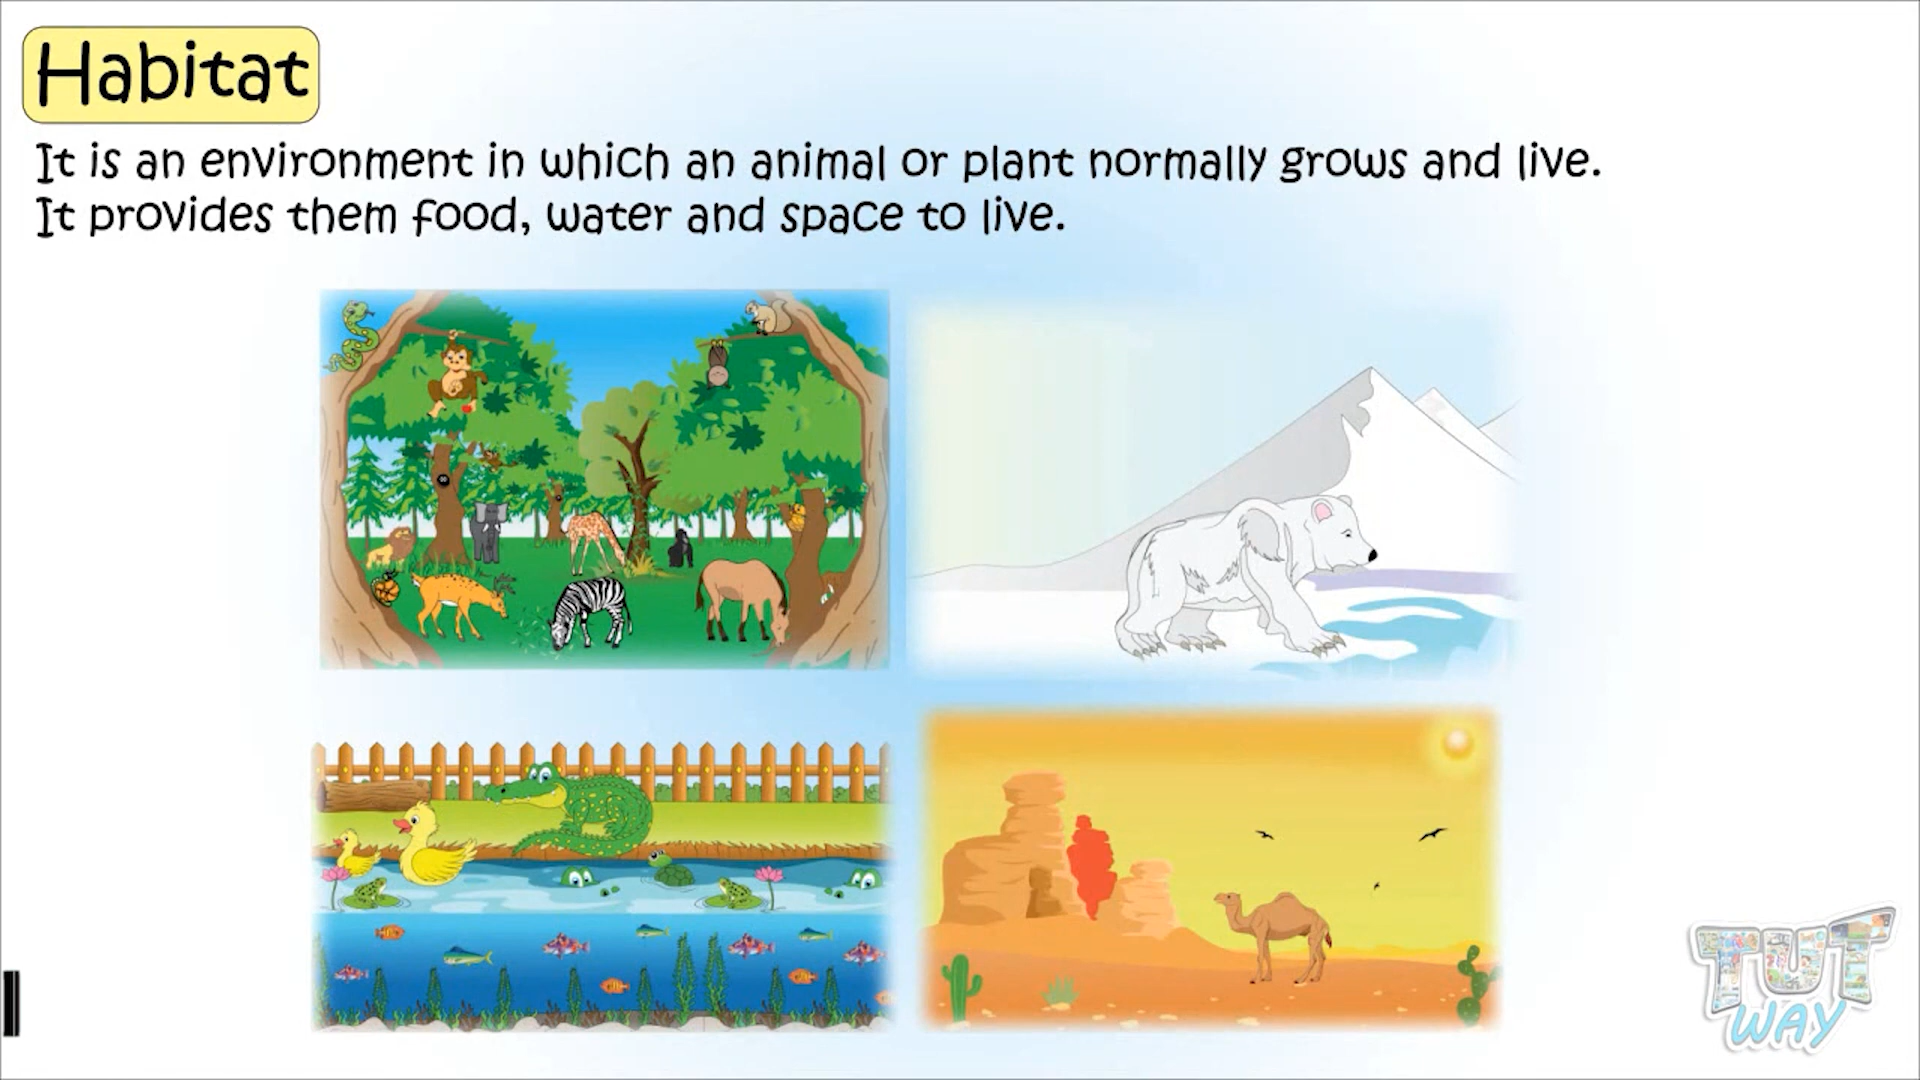 Habitat
It is an environment in which an animal or plant normally grows and live.
It provides them food, water and space to live.
TUT
WAY